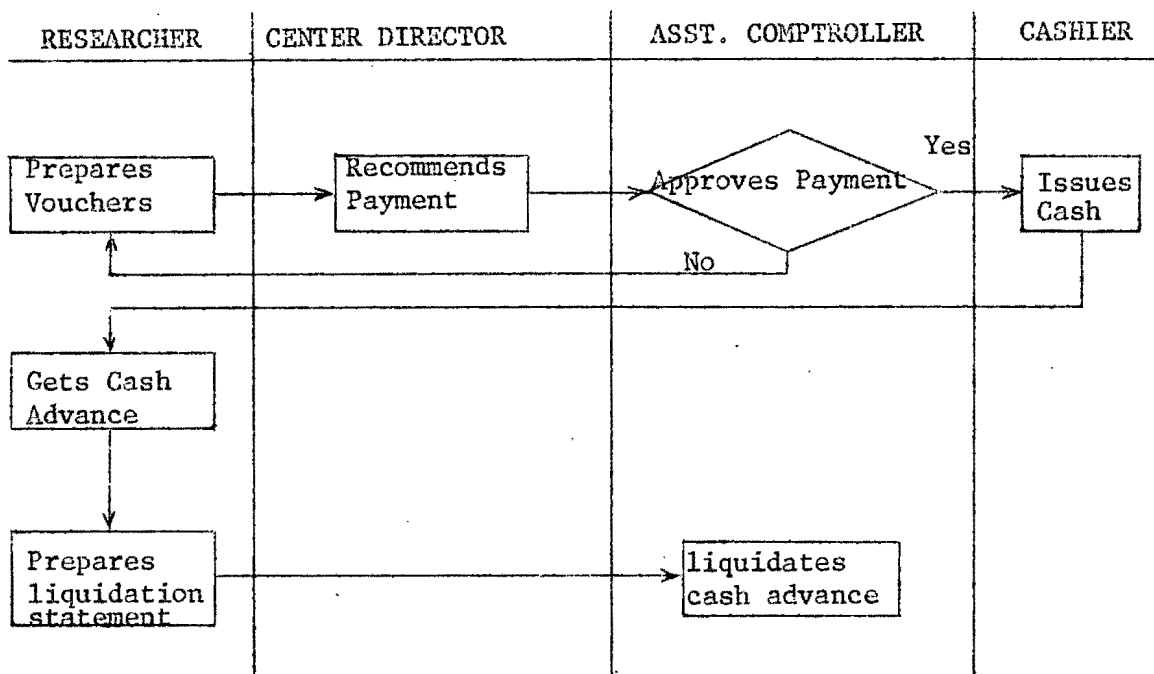 RESEARCHER
CENTER DIRECTOR
ASST. COMPTROLLER
CASHIER
Prepares
Vouchers
Recommends
Payment
Approves Payment
Yes
Issues
Cash
No
Gets Cash
Advance
Prepares
liquidation
statement
liquidates
cash advance